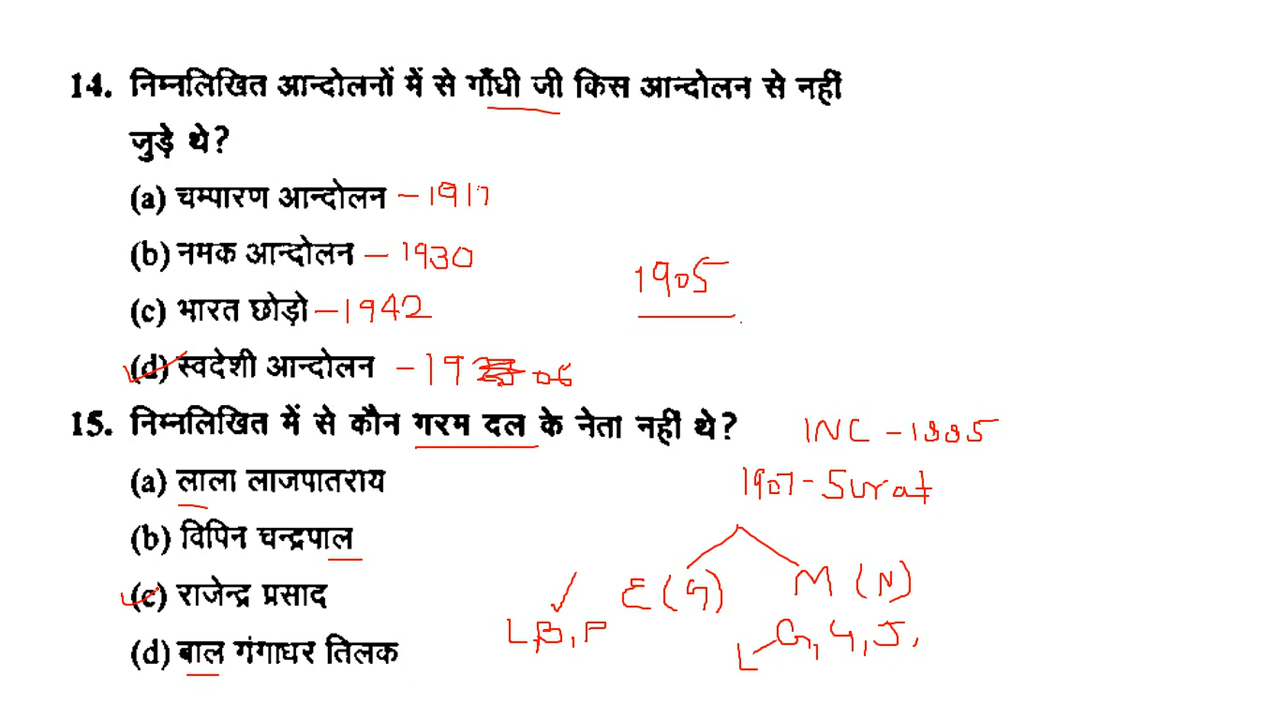 14. निम्नलिखित आन्दोलनों में से गाँधी जी किस आन्दोलन से नहीं
जुड़े थे?
(a) चम्पारण आन्दोलन - 1917
(b) नमक आन्दोलन - 1930
1905
(c) भारत छोड़ो - 1942
(d) स्वदेशी आन्दोलन - 19 06
15. निम्नलिखित में से कौन गरम दल के नेता नहीं थे?
INC - 1885
(a) लाला लाजपातराय
1907 - Surat
(b) विपिन चन्द्रपाल
(c) राजेन्द्र प्रसाद
E (G) M (N)
L, B, P
G, G, J,
L
(d) बाल गंगाधर तिलक